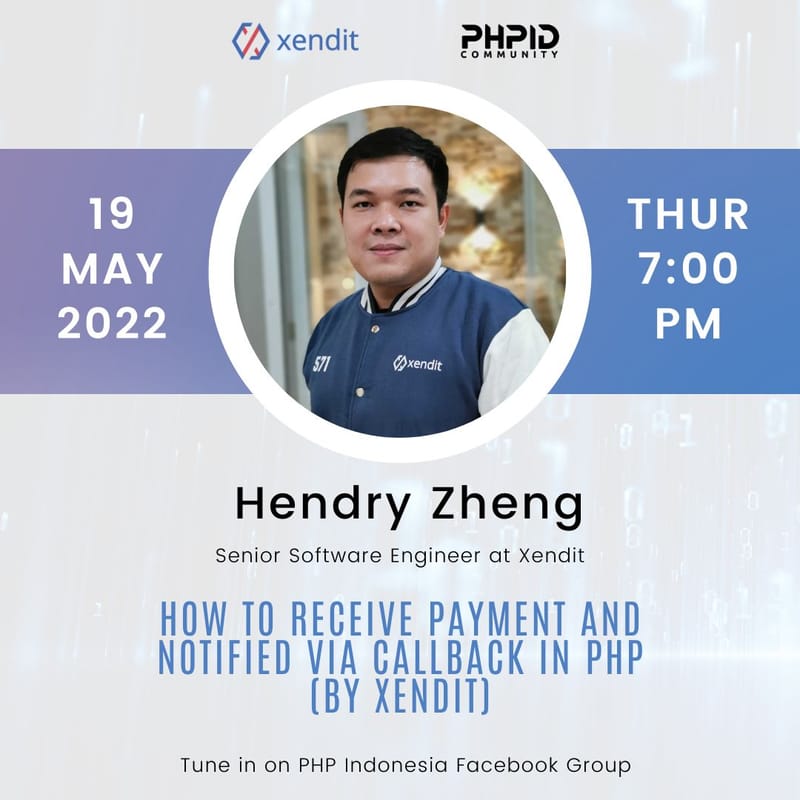 xendit
PHPID
COMMUNITY
19
MAY
2022
THUR
7:00
PM
571
xendit
Hendry Zheng
Senior Software Engineer at Xendit
HOW TO RECEIVE PAYMENT AND
NOTIFIED VIA CALLBACK IN PHP
(BY XENDIT)
Tune in on PHP Indonesia Facebook Group